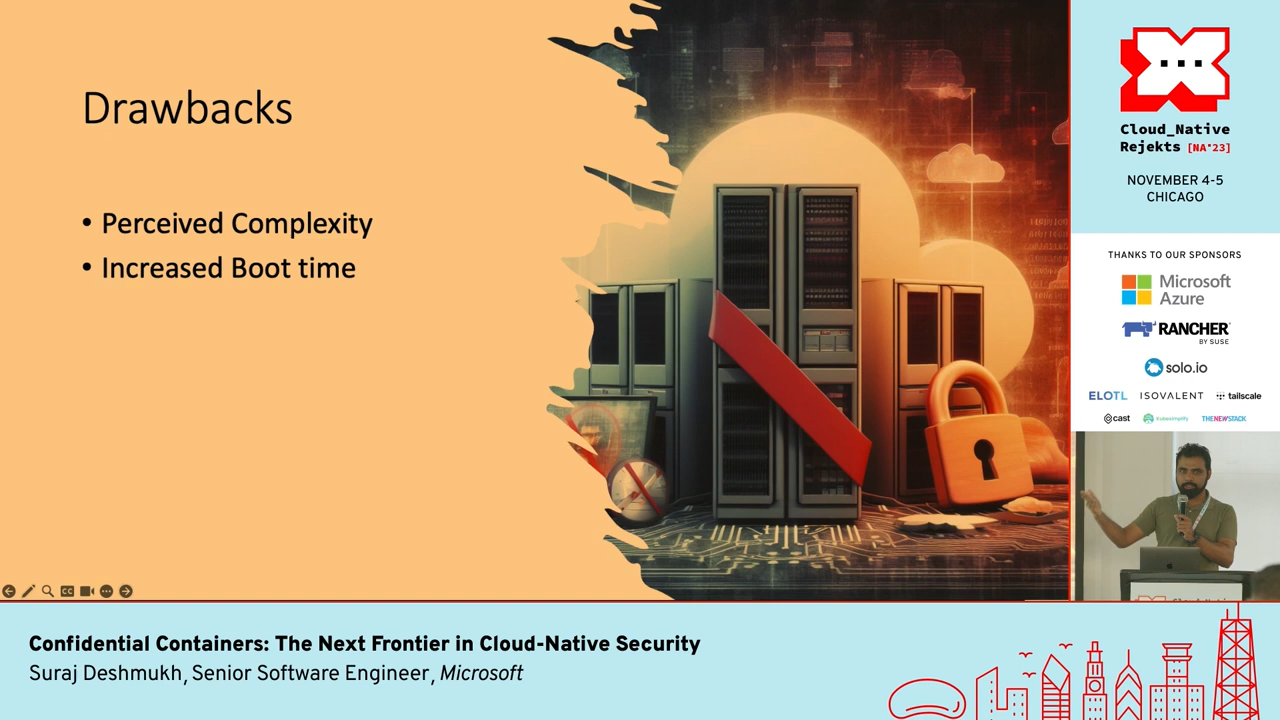 Drawbacks
• Perceived Complexity
• Increased Boot time
CC
Cloud_Native
Rejekts [NA'23]
NOVEMBER 4-5
CHICAGO
THANKS TO OUR SPONSORS
Microsoft
Azure
RANCHER
BY SUSE
solo.io
ELOTL ISOVALENT tailscale
cast Kubesimplify THENEWSTACK
Confidential Containers: The Next Frontier in Cloud-Native Security
Suraj Deshmukh, Senior Software Engineer, Microsoft